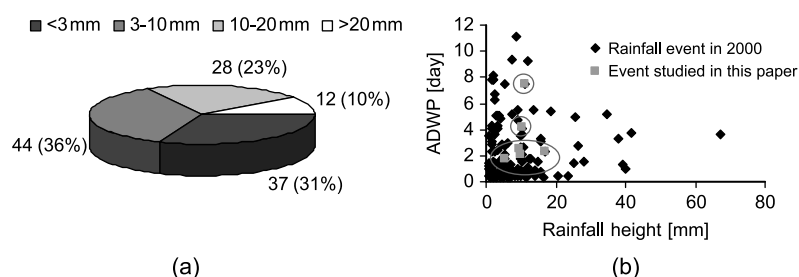 <3mm 3-10mm 10-20mm >20mm
28 (23%)
12 (10%)
44 (36%)
37 (31%)
(a)
12
10
8
6
4
2
0
ADWP [day]
Rainfall event in 2000
Event studied in this paper
0 20 40 60 80
Rainfall height [mm]
(b)